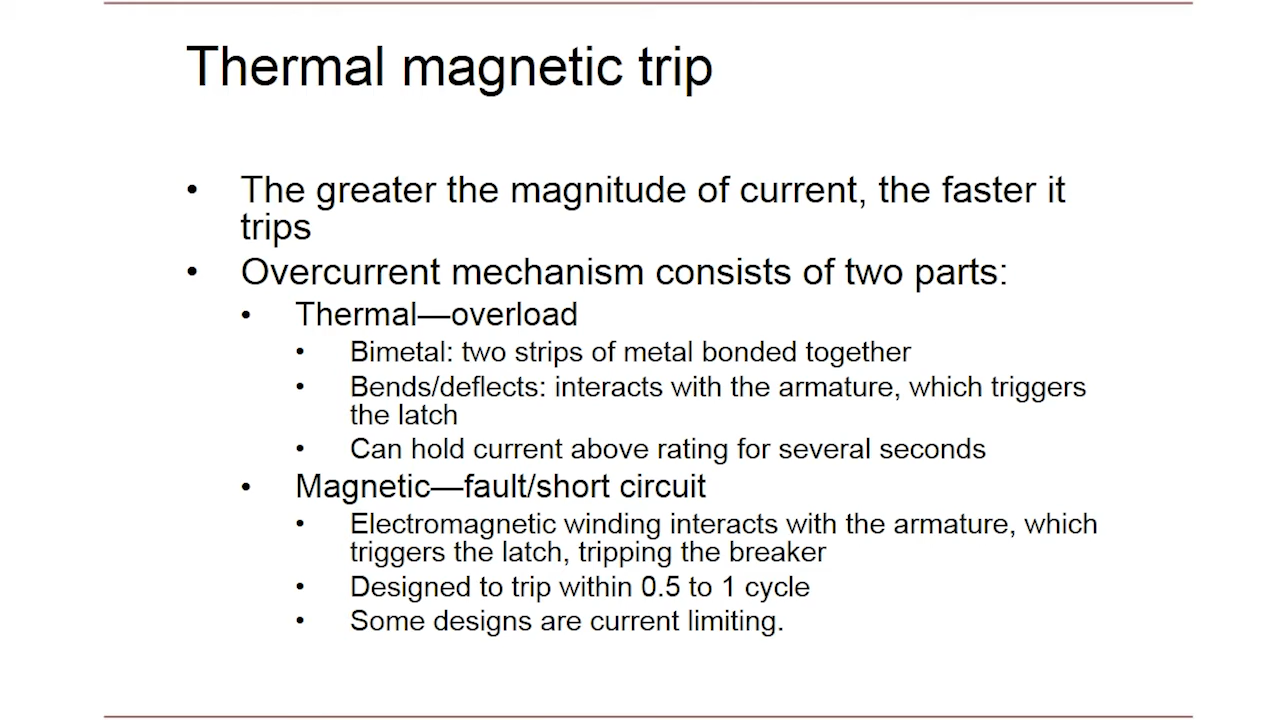 Thermal magnetic trip
• The greater the magnitude of current, the faster it
trips
• Overcurrent mechanism consists of two parts:
• Thermal—overload
• Bimetal: two strips of metal bonded together
• Bends/deflects: interacts with the armature, which triggers
the latch
• Can hold current above rating for several seconds
• Magnetic—fault/short circuit
• Electromagnetic winding interacts with the armature, which
triggers the latch, tripping the breaker
• Designed to trip within 0.5 to 1 cycle
• Some designs are current limiting.